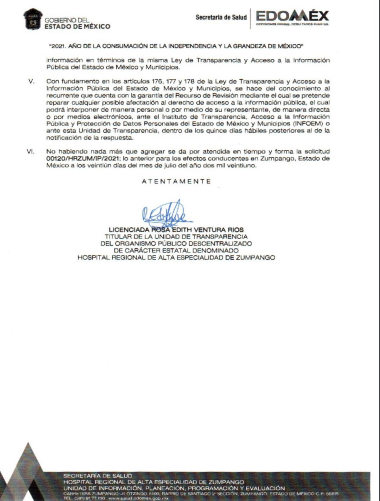 GOBIERNO DEL
ESTADO DE MÉXICO
Secretaría de Salud
EDOMÉX
"2021. AÑO DE LA CONSUMACIÓN DE LA INDEPENDENCIA Y LA GRANDEZA DE MÉXICO"
información en términos de la misma Ley de Transparencia y Acceso a la Información
Pública del Estado de México y Municipios.
V. Con fundamento en los artículos 176, 177 y 178 de la Ley de Transparencia y Acceso a la
Información Pública del Estado de México y Municipios, se hace del conocimiento al
recurrente que cuenta con la garantía del Recurso de Revisión mediante el cual se pretende
reparar cualquier posible afectación al derecho de acceso a la información pública, el cual
podrá interponer de manera personal o por medio de su representante, de manera directa
o por medios electrónicos, ante el Instituto de Transparencia, Acceso a la Información
Pública y Protección de Datos Personales del Estado de México y Municipios (INFOEM) o
ante esta Unidad de Transparencia, dentro de los quince días hábiles posteriores al de la
notificación de la respuesta.
VI. No habiendo nada más que agregar se da por atendida en tiempo y forma la solicitud
00120/HRZUM/IP/2021; lo anterior para los efectos conducentes en Zumpango, Estado de
México a los veintiún días del mes de julio del año dos mil veintiuno.
ATENTAMENTE
LICENCIADA ROSA EDITH VENTURA RIOS
TITULAR DE LA UNIDAD DE TRANSPARENCIA
DEL ORGANISMO PÚBLICO DESCENTRALIZADO
DE CARÁCTER ESTATAL DENOMINADO
HOSPITAL REGIONAL DE ALTA ESPECIALIDAD DE ZUMPANGO
SECRETARÍA DE SALUD
HOSPITAL REGIONAL DE ALTA ESPECIALIDAD DE ZUMPANGO
UNIDAD DE INFORMACIÓN, PLANEACIÓN, PROGRAMACIÓN Y EVALUACIÓN